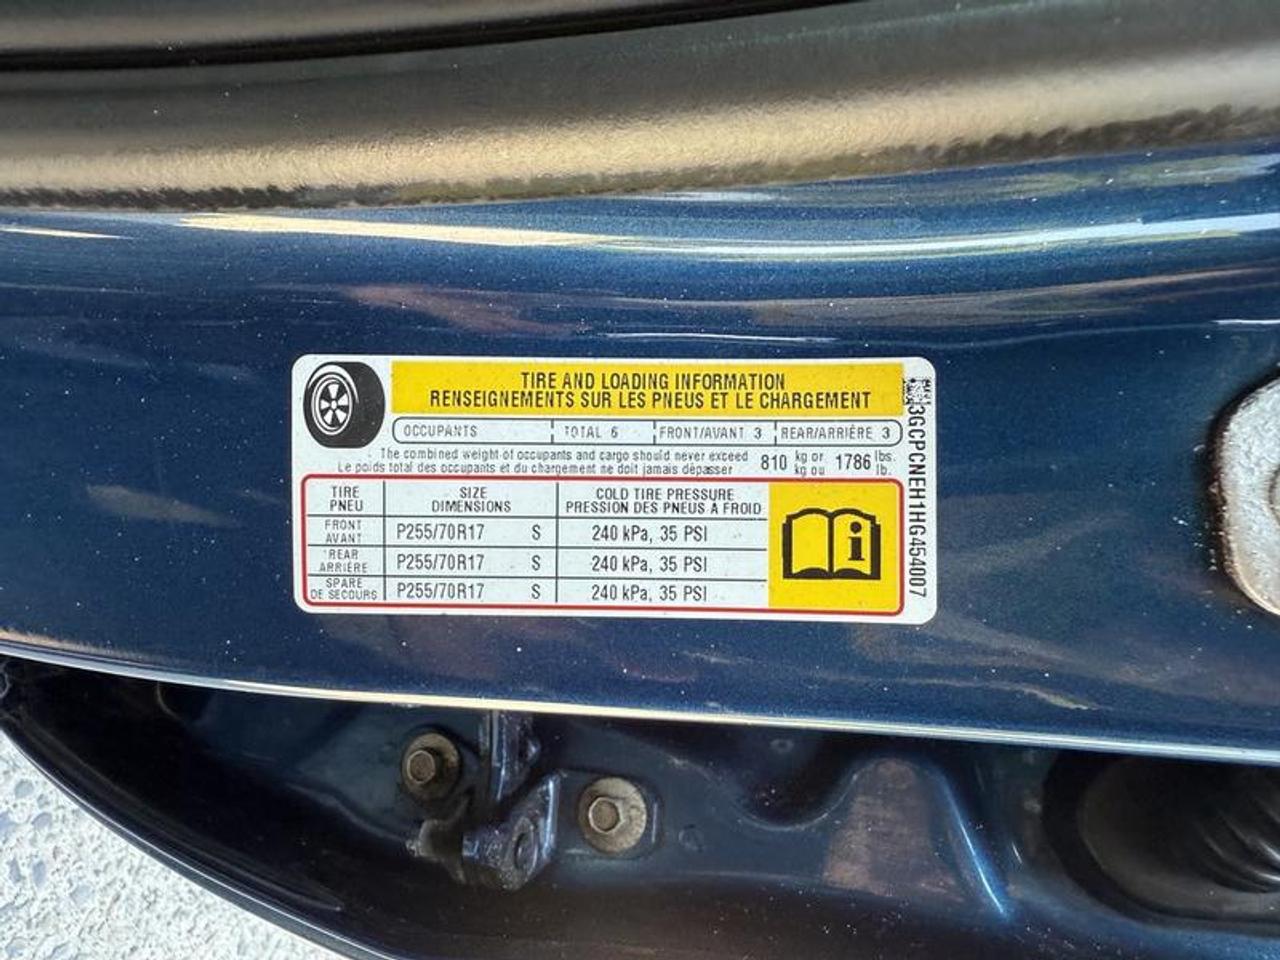 TIRE AND LOADING INFORMATION
RENSEIGNEMENTS SUR LES PNEUS ET LE CHARGEMENT
OCCUPANTS TOTAL 6 FRONT/AVANT 3 REAR/ARRIÈRE 3
The combined weight of occupants and cargo should never exceed 810 kg or 1786 lbs.
Le poids total des occupants et du chargement ne doit jamais dépasser kg ou lb.
TIRE SIZE COLD TIRE PRESSURE
PNEU DIMENSIONS PRESSION DES PNEUS A FROID
FRONT
AVANT P255/70R17 S 240 kPa, 35 PSI
REAR
ARRIÈRE P255/70R17 S 240 kPa, 35 PSI
SPARE
DE SECOURS P255/70R17 S 240 kPa, 35 PSI
i
3GCPCNEH1HG454007